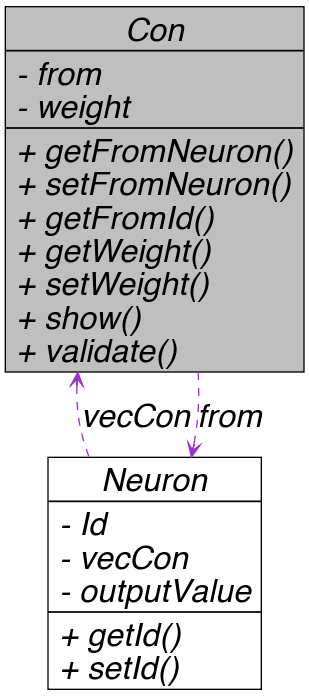 Con
- from
- weight
+ getFromNeuron()
+ setFromNeuron()
+ getFromId()
+ getWeight()
+ setWeight()
+ show()
+ validate()
vecCon from
Neuron
- Id
- vecCon
- outputValue
+ getId()
+ setId()